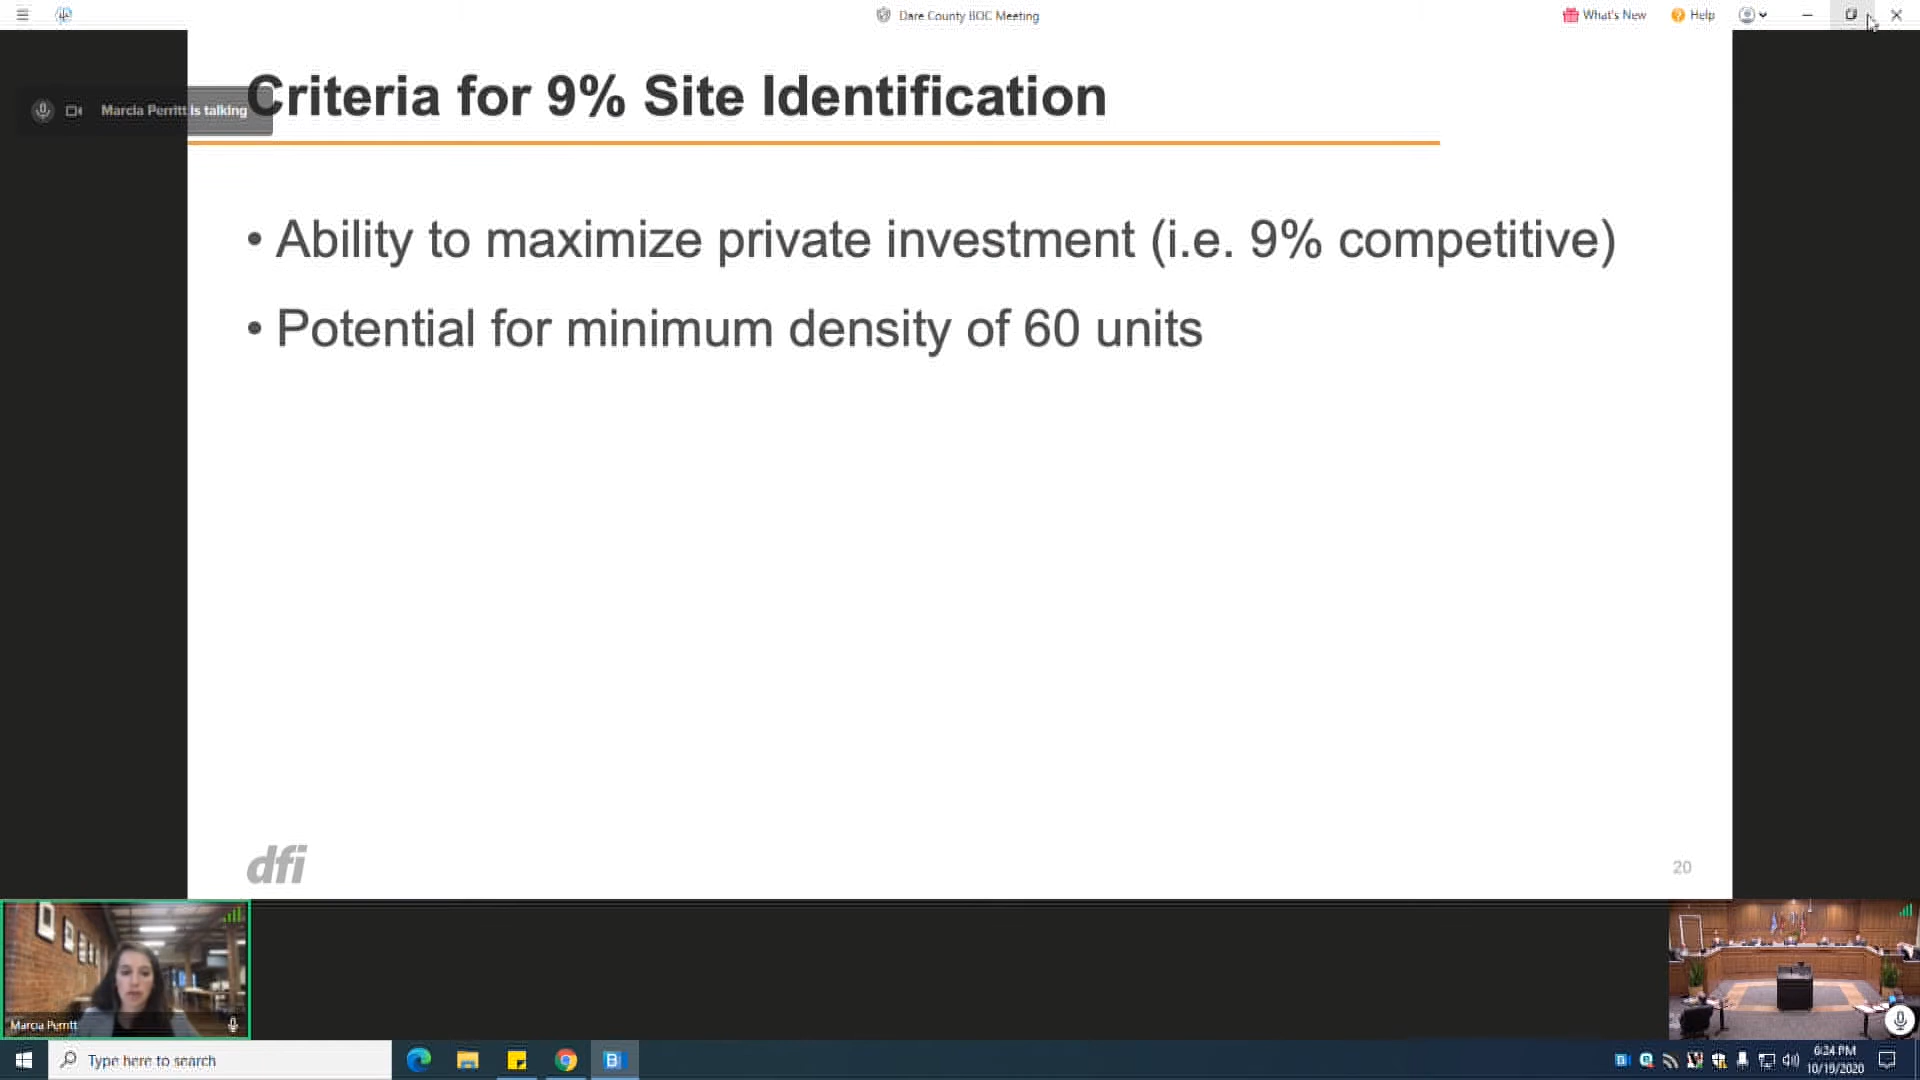 Dare County BOC Meeting
What's New
Help
Marcia Perritt is talking
Criteria for 9% Site Identification
• Ability to maximize private investment (i.e. 9% competitive)
• Potential for minimum density of 60 units
dfi
20
Marcia Perritt
Type here to search
6:34 PM
10/19/2020